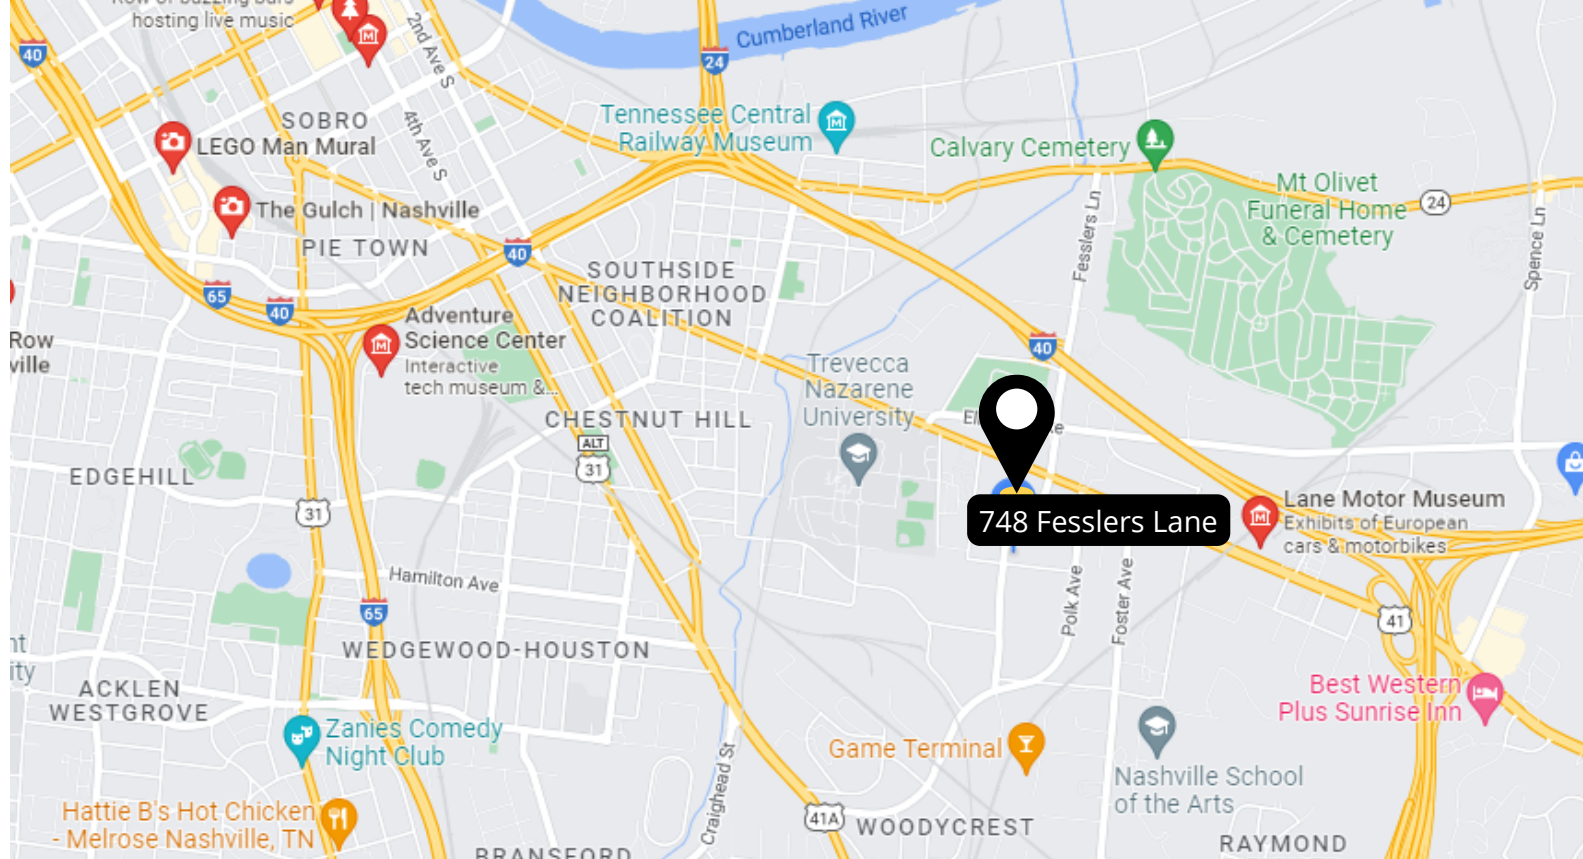 hosting live music
2nd Ave S
Cumberland River
40
24
Tennessee Central
Railway Museum
SOBRO
LEGO Man Mural
4th Ave S
Calvary Cemetery
Mt Olivet
Funeral Home
& Cemetery
24
The Gulch | Nashville
PIE TOWN
Fesslers Ln
Spence Ln
40
SOUTHSIDE
NEIGHBORHOOD
COALITION
65
40
Adventure
Science Center
Interactive
tech museum &...
Row
ville
40
Trevecca
Nazarene
University
CHESTNUT HILL
ALT
31
EDGEHILL
31
748 Fesslers Lane
Lane Motor Museum
Exhibits of European
cars & motorbikes
Hamilton Ave
65
Polk Ave
Foster Ave
41
WEDGEWOOD-HOUSTON
ity
ACKLEN
WESTGROVE
Best Western
Plus Sunrise Inn
Zanies Comedy
Night Club
Game Terminal
Nashville School
of the Arts
Craighead St
Hattie B's Hot Chicken
- Melrose Nashville, TN
41A
WOODYCREST
RAYMOND
BRANSFORD